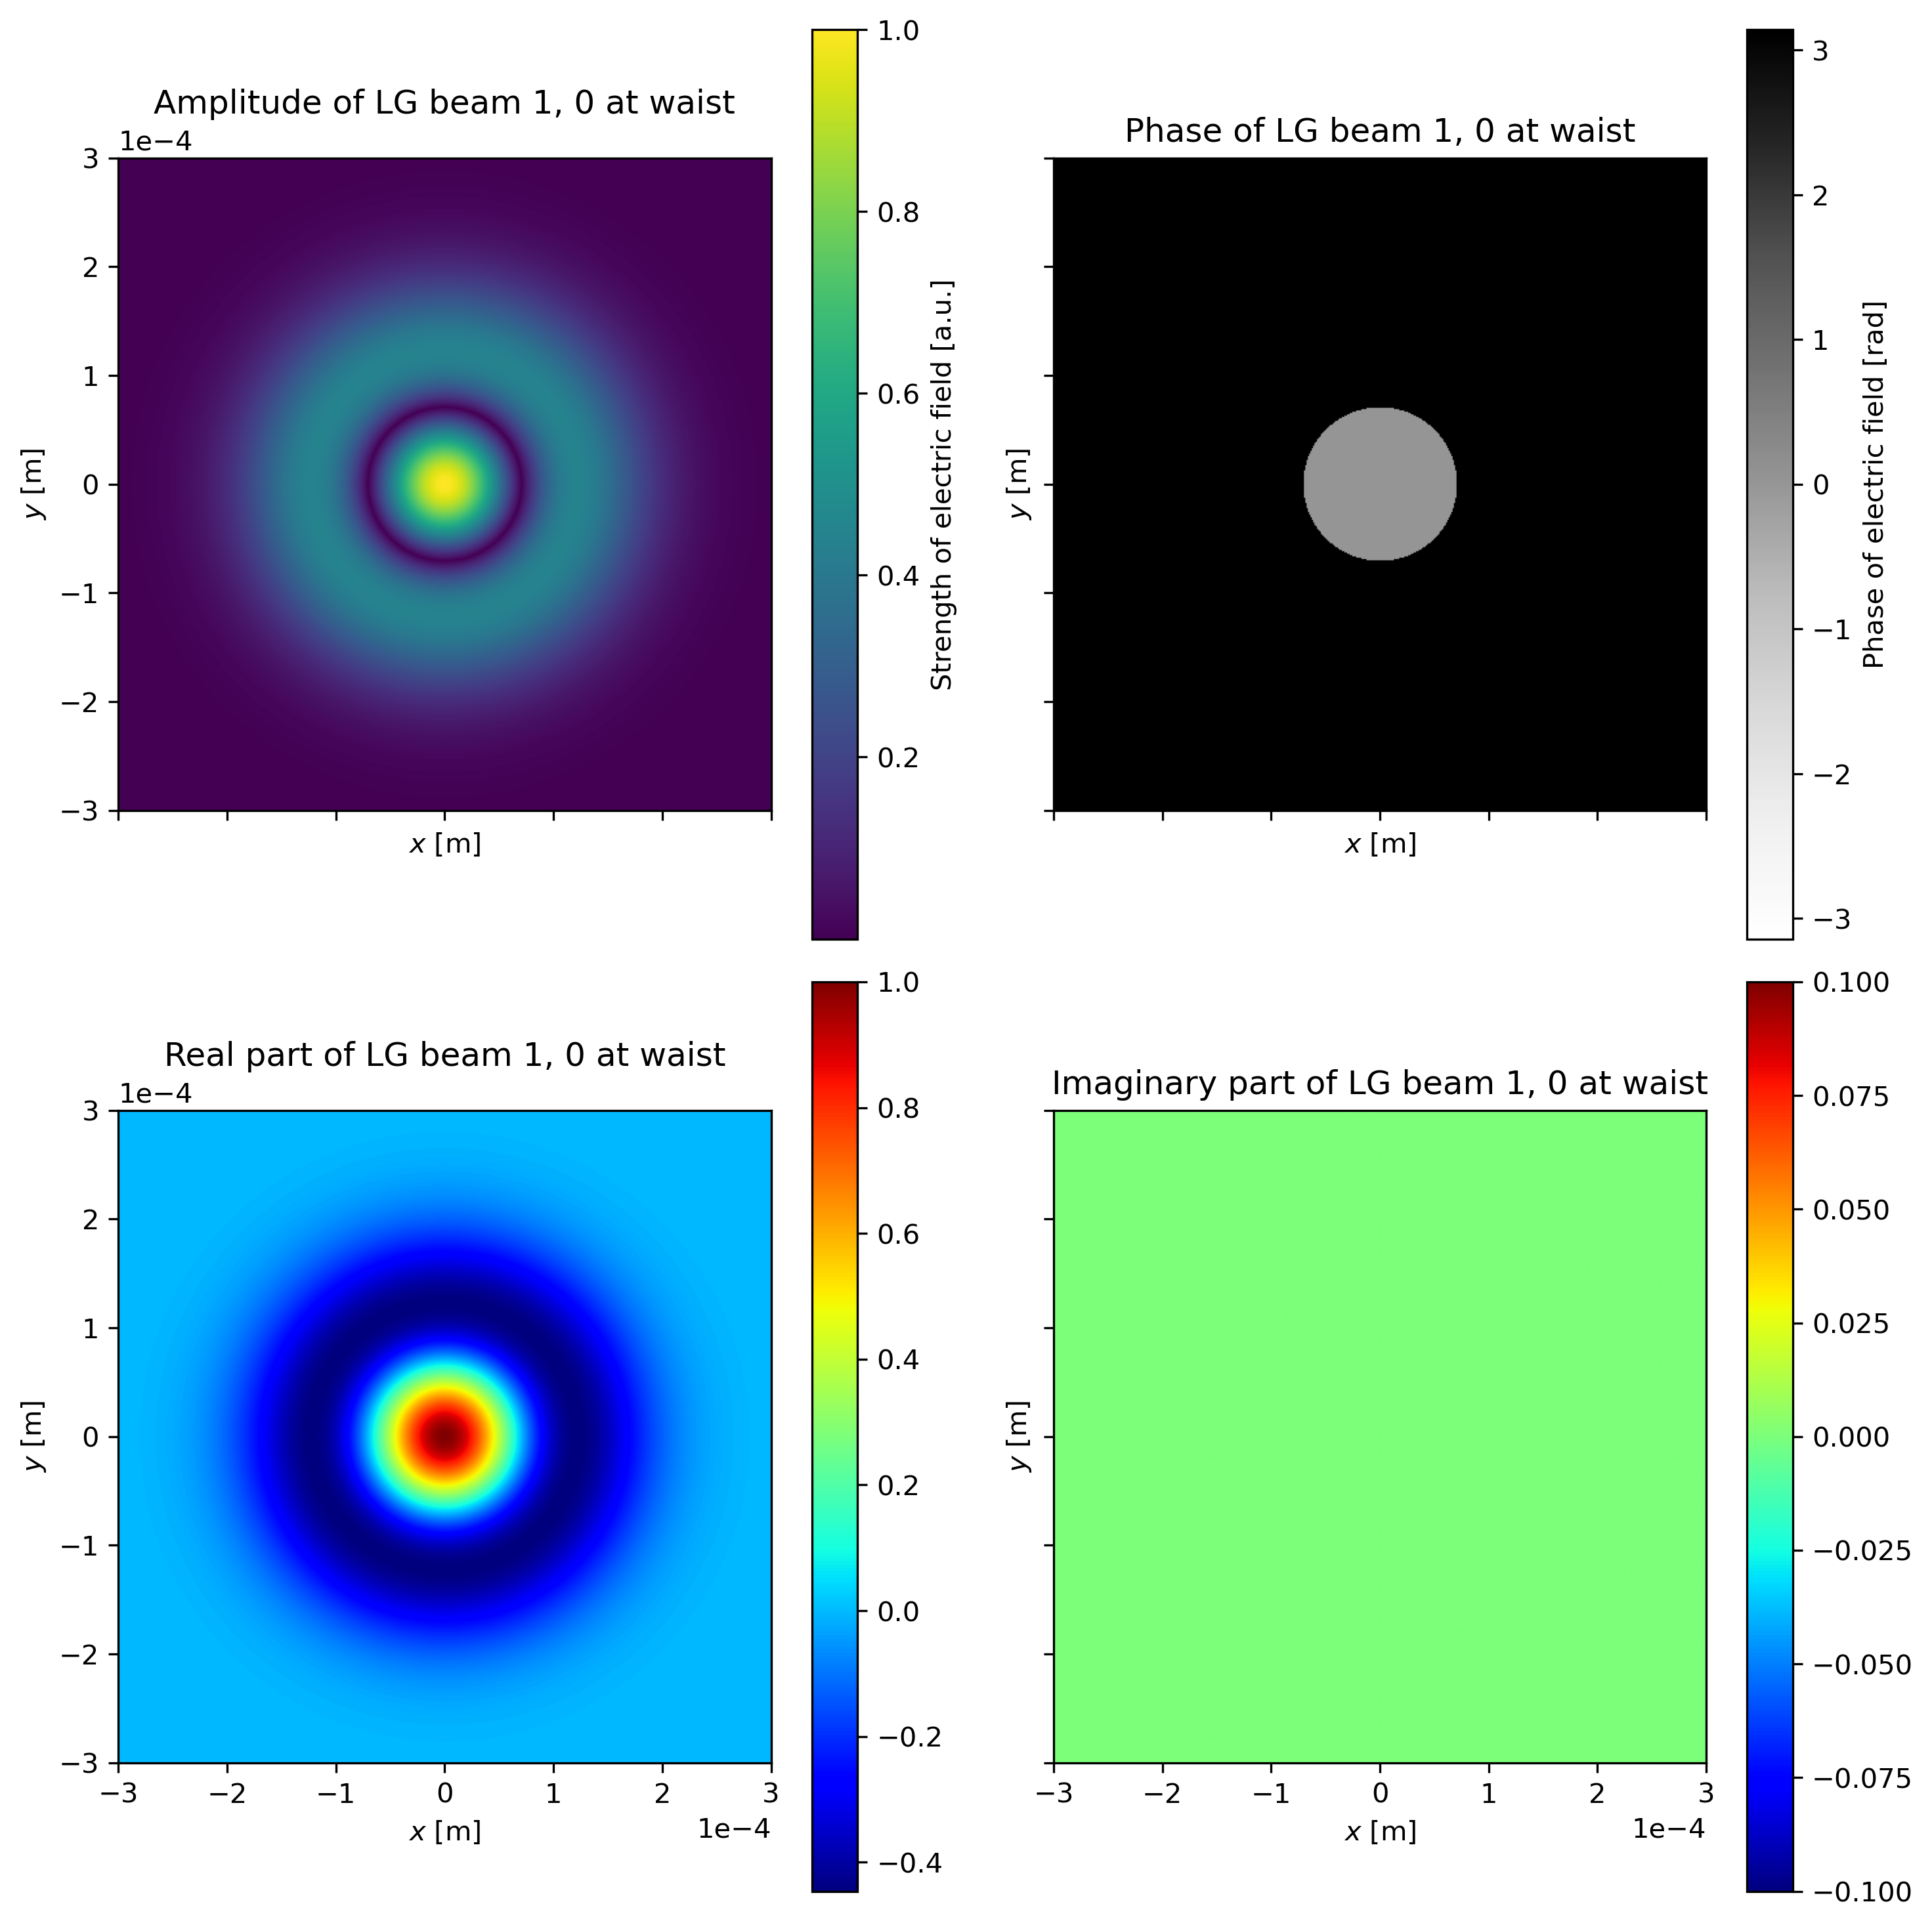 Amplitude of LG beam 1, 0 at waist
1e−4
3
2
1
0
−1
−2
−3
y [m]
x [m]
1.0
0.8
0.6
0.4
0.2
Strength of electric field [a.u.]
Phase of LG beam 1, 0 at waist
y [m]
x [m]
3
2
1
0
−1
−2
−3
Phase of electric field [rad]
Real part of LG beam 1, 0 at waist
1e−4
3
2
1
0
−1
−2
−3
y [m]
−3 −2 −1 0 1 2 3
x [m]
1e−4
1.0
0.8
0.6
0.4
0.2
0.0
−0.2
−0.4
Imaginary part of LG beam 1, 0 at waist
y [m]
−3 −2 −1 0 1 2 3
x [m]
1e−4
0.100
0.075
0.050
0.025
0.000
−0.025
−0.050
−0.075
−0.100